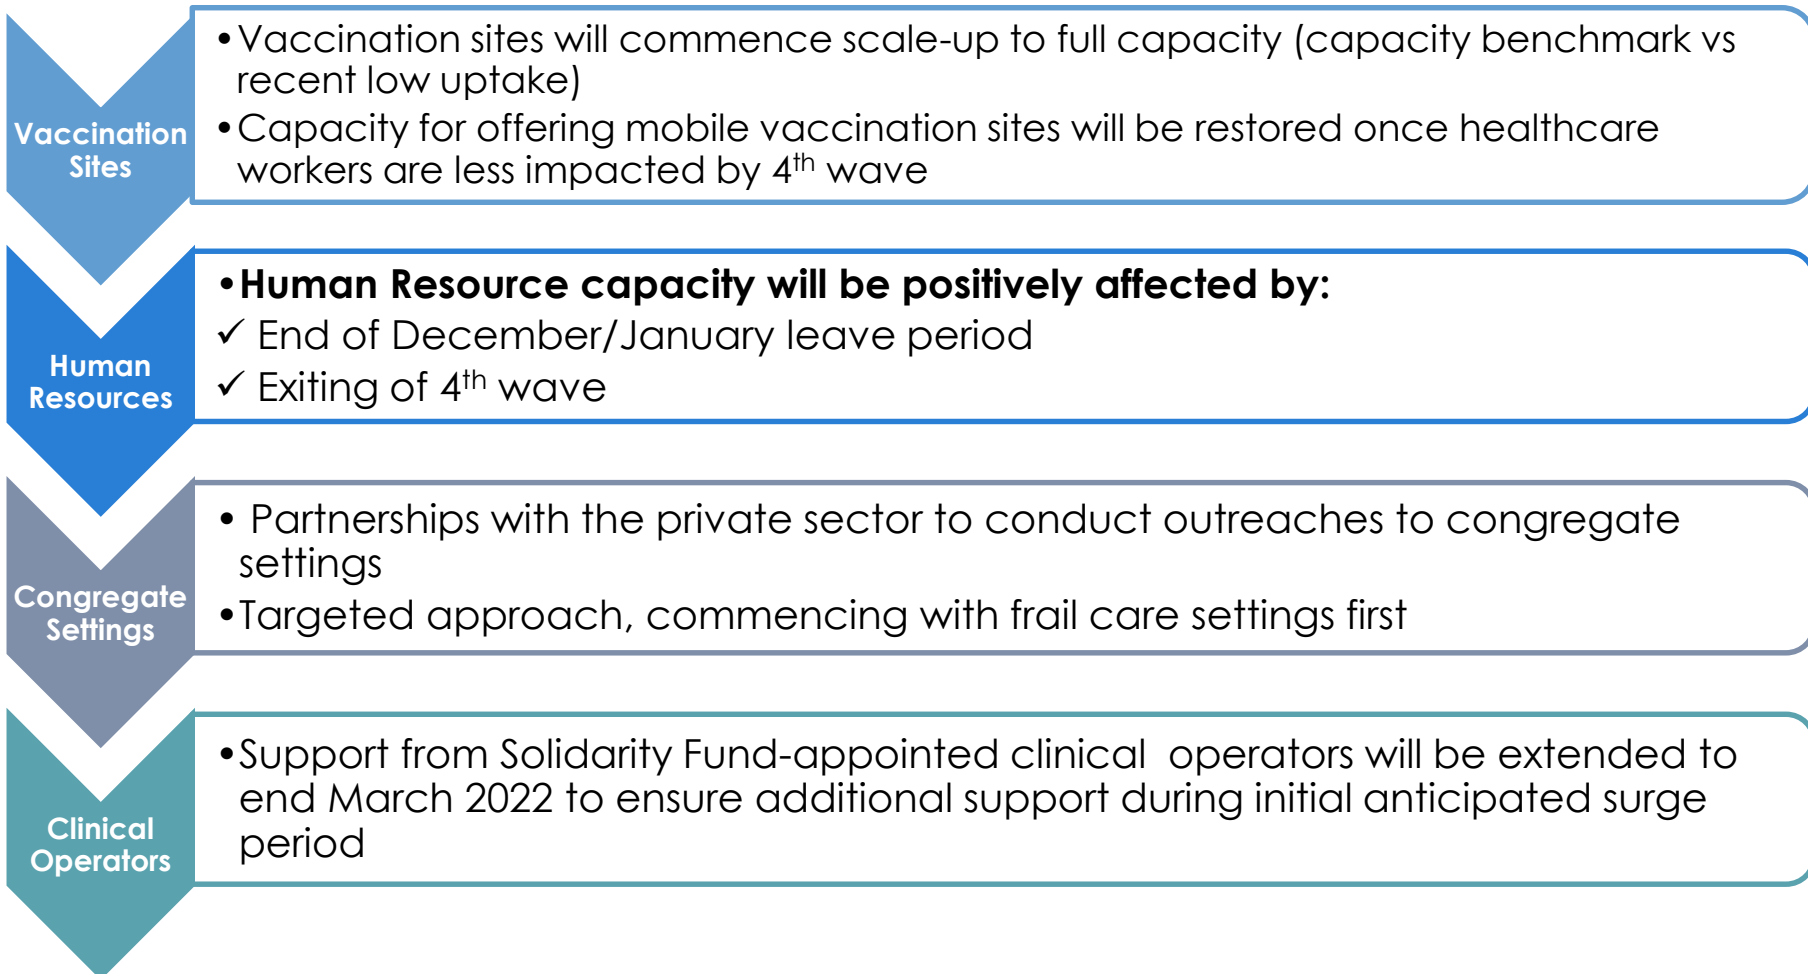 Vaccination
Sites
•Vaccination sites will commence scale-up to full capacity (capacity benchmark vs
recent low uptake)
•Capacity for offering mobile vaccination sites will be restored once healthcare
workers are less impacted by 4th wave
Human
Resources
•Human Resource capacity will be positively affected by:
✓ End of December/January leave period
✓ Exiting of 4th wave
Congregate
Settings
• Partnerships with the private sector to conduct outreaches to congregate
settings
•Targeted approach, commencing with frail care settings first
Clinical
Operators
•Support from Solidarity Fund-appointed clinical  operators will be extended to
end March 2022 to ensure additional support during initial anticipated surge
period